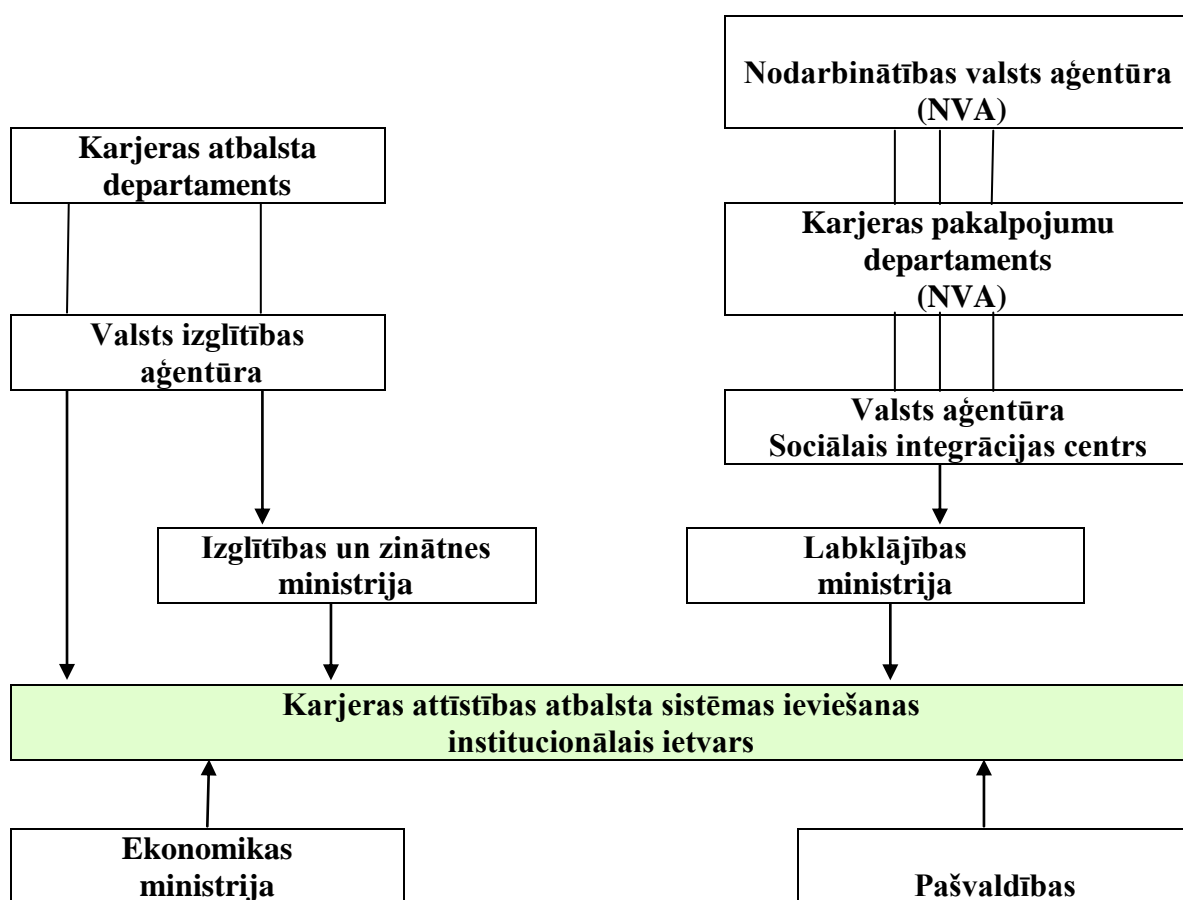 Nodarbinātības valsts aģentūra
(NVA)
Karjeras atbalsta
departaments
Karjeras pakalpojumu
departaments
(NVA)
Valsts izglītības
aģentūra
Valsts aģentūra
Sociālais integrācijas centrs
Izglītības un zinātnes
ministrija
Labklājības
ministrija
Karjeras attīstības atbalsta sistēmas ieviešanas
institucionālais ietvars
Ekonomikas
ministrija
Pašvaldības